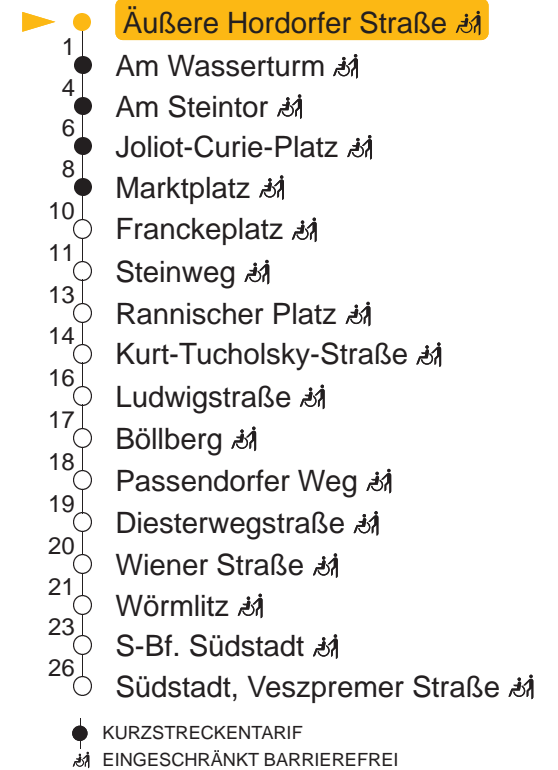 Äußere Hordorfer Straße
1
Am Wasserturm
4
Am Steintor
6
Joliot-Curie-Platz
8
Marktplatz
10
Franckeplatz
11
Steinweg
13
Rannischer Platz
14
Kurt-Tucholsky-Straße
16
Ludwigstraße
17
Böllberg
18
Passendorfer Weg
19
Diesterwegstraße
20
Wiener Straße
21
Wörmlitz
23
S-Bf. Südstadt
26
Südstadt, Veszpremer Straße
KURZSTRECKENTARIF
EINGESCHRÄNKT BARRIEREFREI